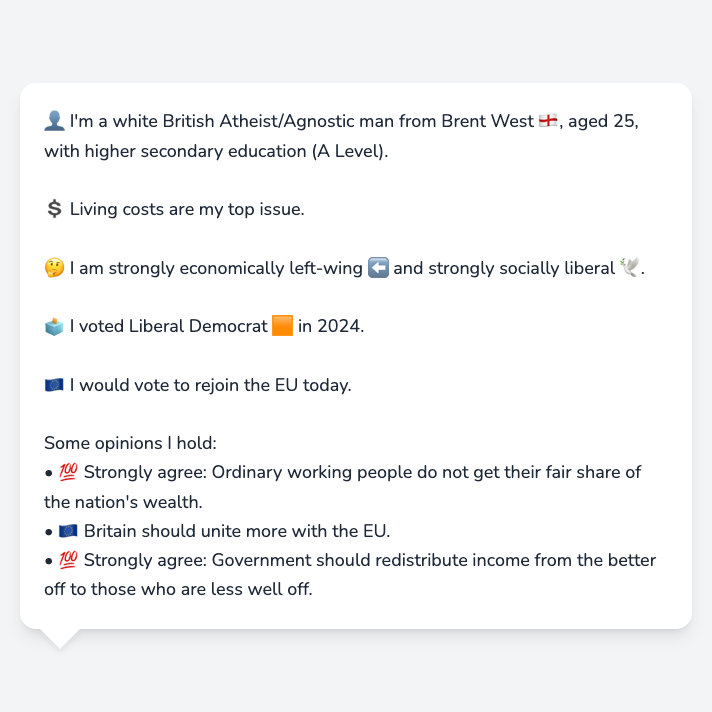 👤 I'm a white British Atheist/Agnostic man from Brent West 🏴󠁧󠁢󠁥󠁮󠁧󠁿, aged 25,
with higher secondary education (A Level).
💲 Living costs are my top issue.
🤔 I am strongly economically left-wing ⬅️ and strongly socially liberal 🕊️.
🗳️ I voted Liberal Democrat 🟧 in 2024.
🇪🇺 I would vote to rejoin the EU today.
Some opinions I hold:
• 💯 Strongly agree: Ordinary working people do not get their fair share of
the nation's wealth.
• 🇪🇺 Britain should unite more with the EU.
• 💯 Strongly agree: Government should redistribute income from the better
off to those who are less well off.